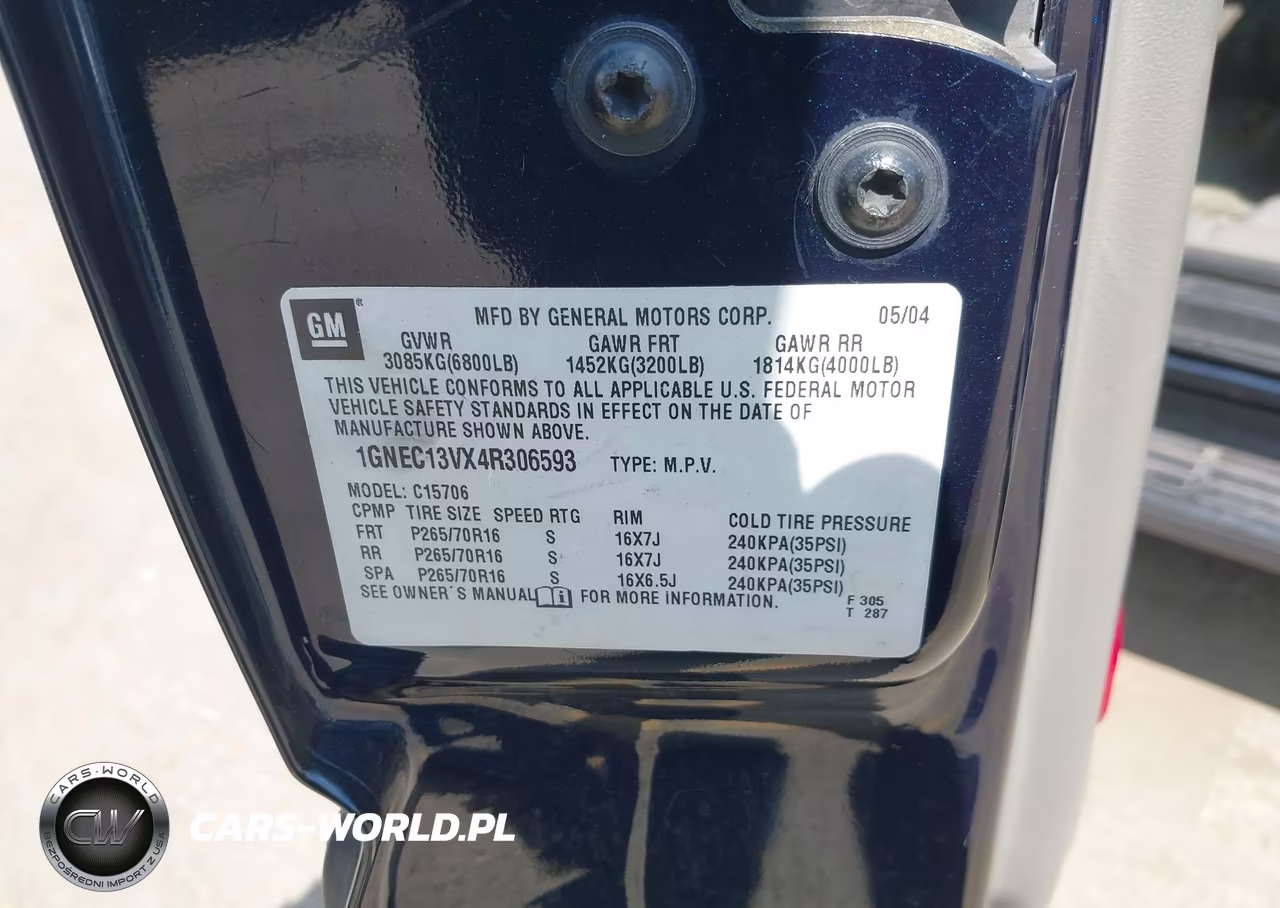 GM
MFD BY GENERAL MOTORS CORP. 05/04
GVWR GAWR FRT GAWR RR
3085KG(6800LB) 1452KG(3200LB) 1814KG(4000LB)
THIS VEHICLE CONFORMS TO ALL APPLICABLE U.S. FEDERAL MOTOR
VEHICLE SAFETY STANDARDS IN EFFECT ON THE DATE OF
MANUFACTURE SHOWN ABOVE.
1GNEC13VX4R306593 TYPE: M.P.V.
MODEL: C15706
CPMP TIRE SIZE SPEED RTG RIM COLD TIRE PRESSURE
FRT P265/70R16 S 16X7J 240KPA(35PSI)
RR P265/70R16 S 16X7J 240KPA(35PSI)
SPA P265/70R16 S 16X6.5J 240KPA(35PSI)
SEE OWNER'S MANUAL FOR MORE INFORMATION.
F 305
T 287
CARS-WORLD
CW
BEZPOŚREDNI IMPORT Z USA
CARS-WORLD.PL